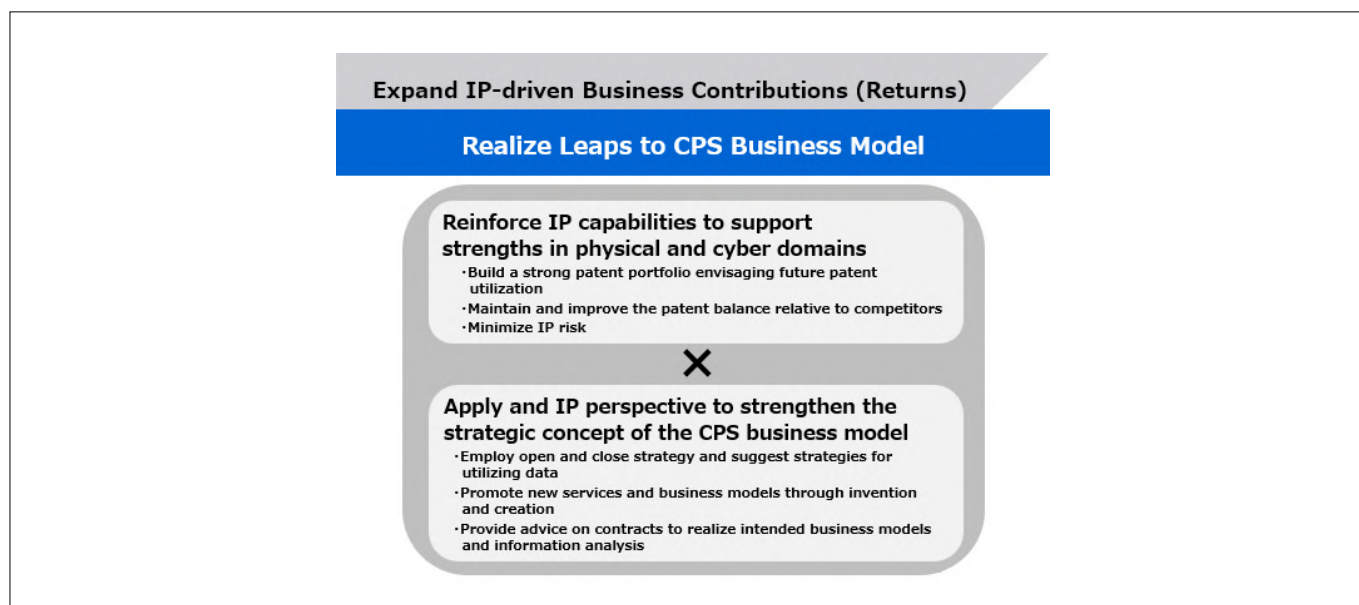 Expand IP-driven Business Contributions (Returns)
Realize Leaps to CPS Business Model
Reinforce IP capabilities to support
strengths in physical and cyber domains
・Build a strong patent portfolio envisaging future patent
utilization
・Maintain and improve the patent balance relative to competitors
・Minimize IP risk
×
Apply and IP perspective to strengthen the
strategic concept of the CPS business model
・Employ open and close strategy and suggest strategies for
utilizing data
・Promote new services and business models through invention
and creation
・Provide advice on contracts to realize intended business models
and information analysis